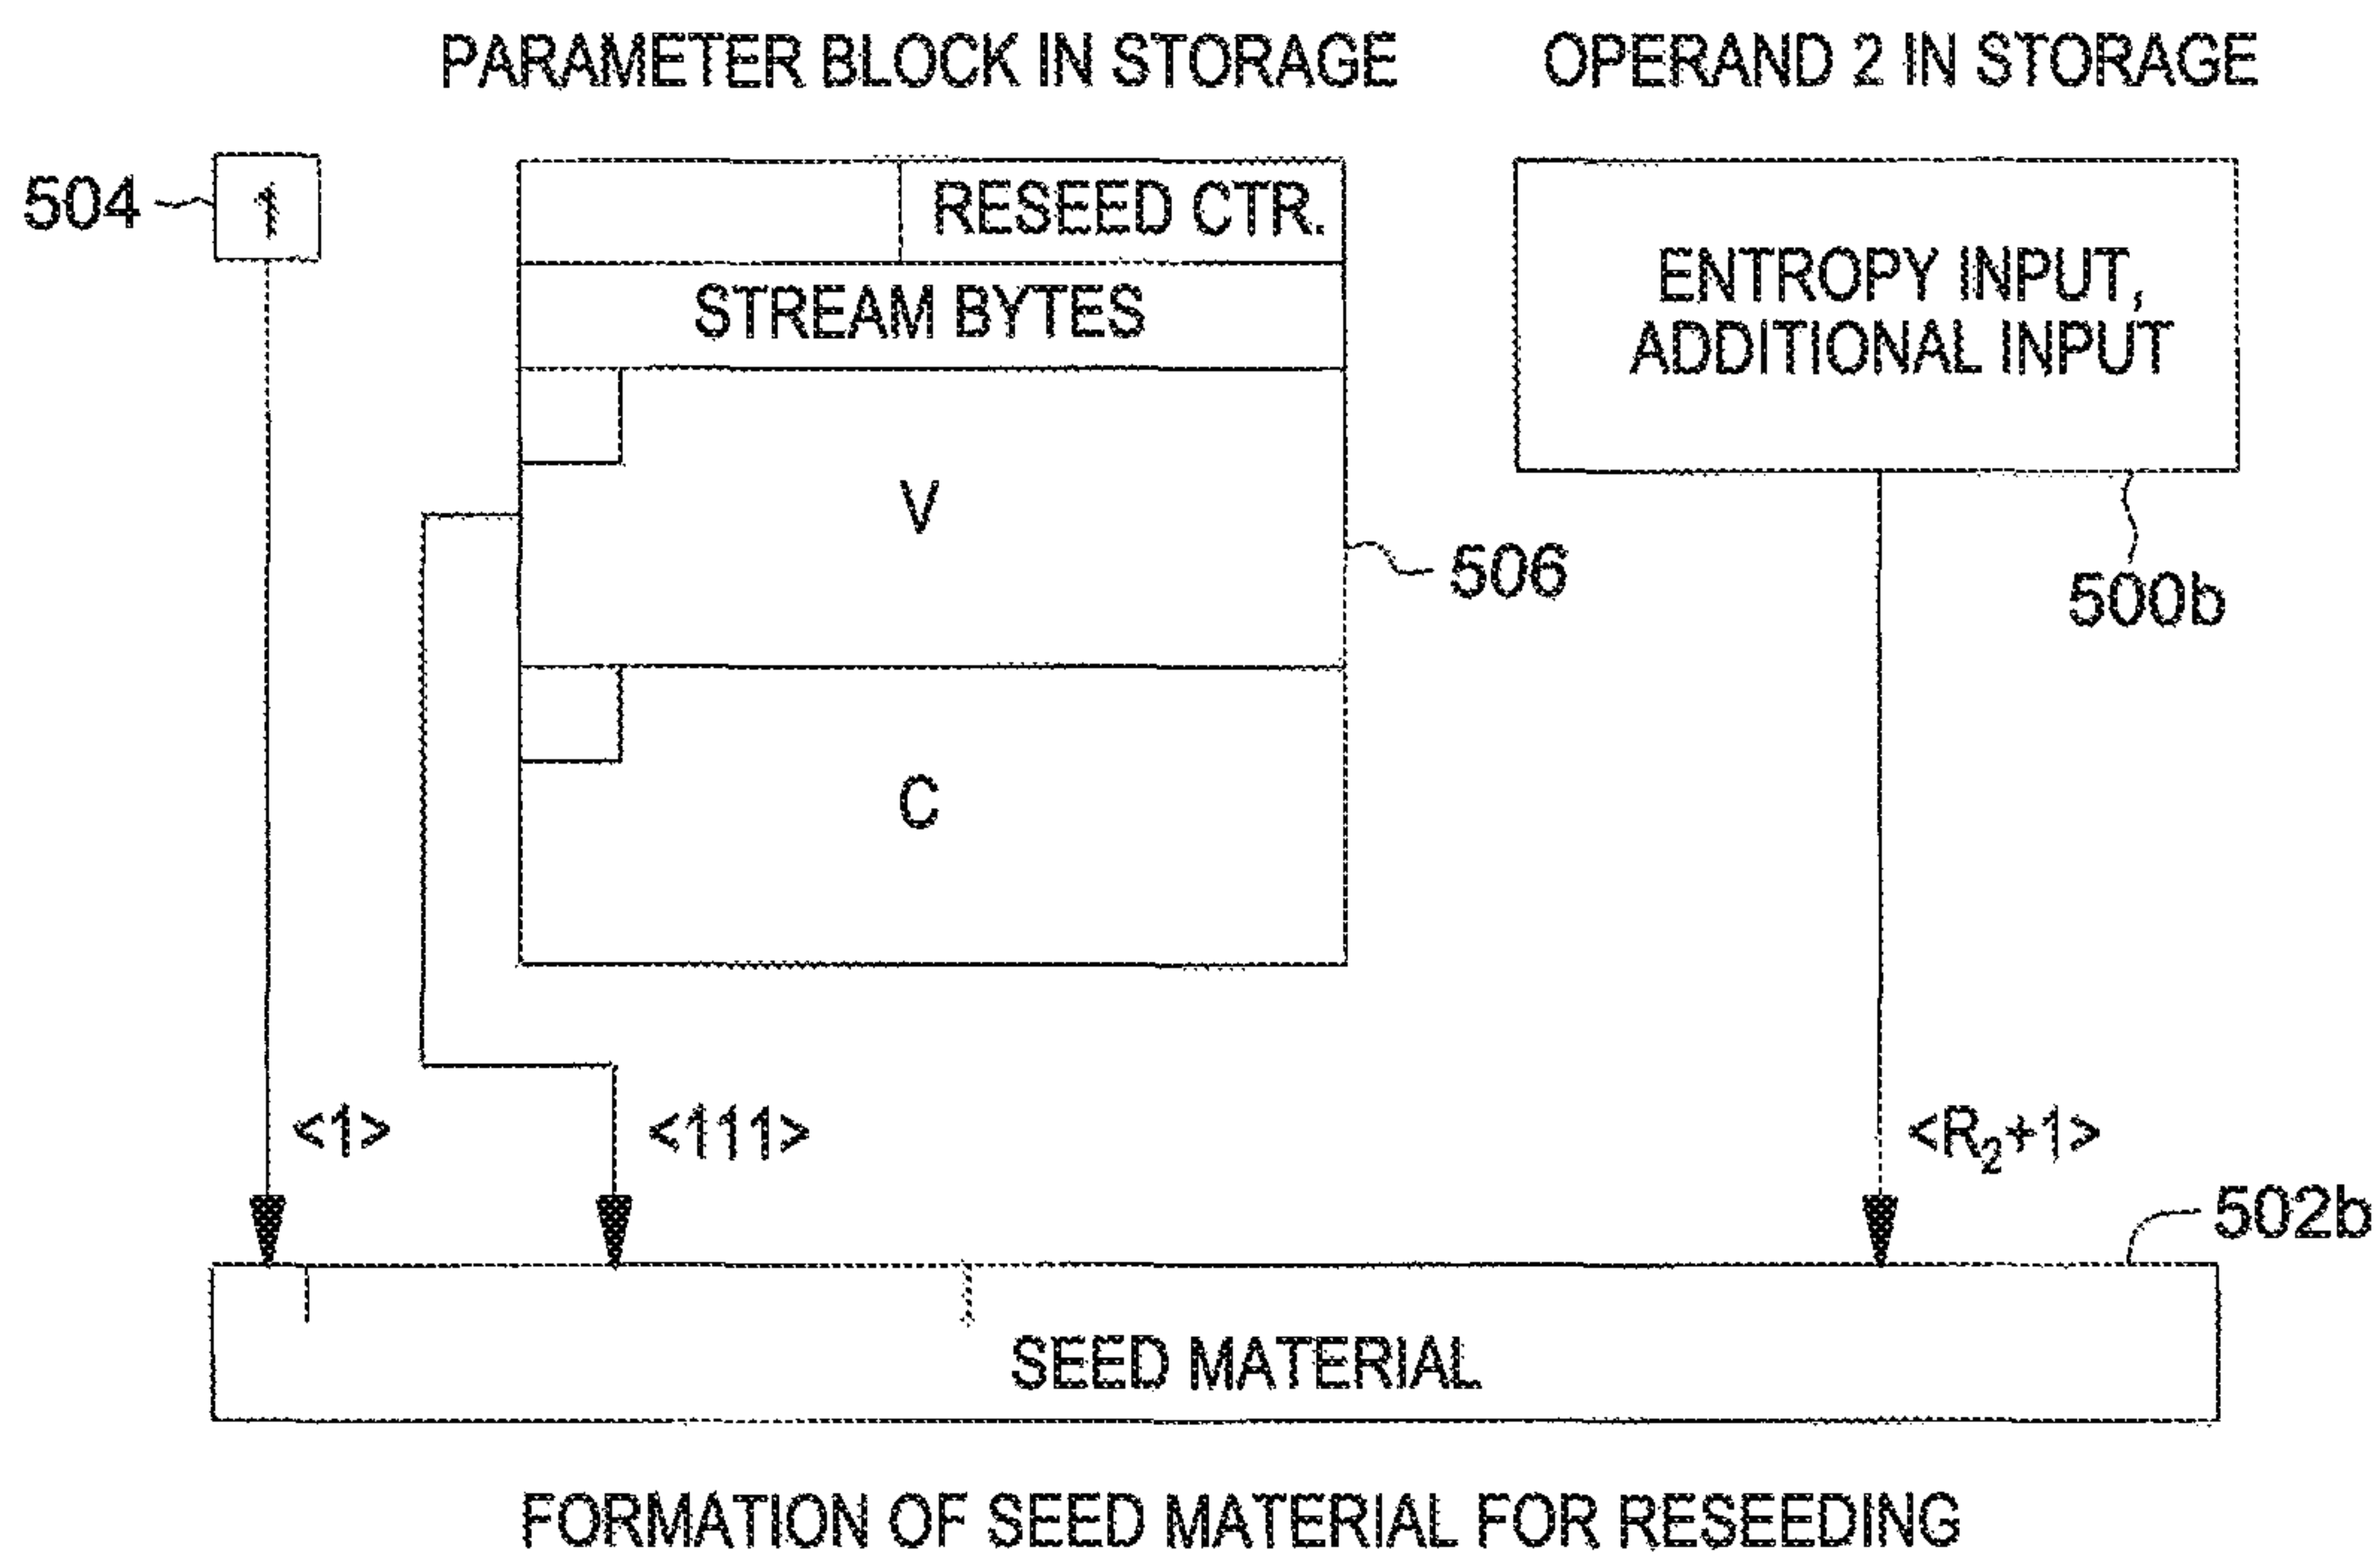 PARAMETER BLOCK IN STORAGE
OPERAND 2 IN STORAGE
504
1
RESEED CTR.
STREAM BYTES
V
C
506
ENTROPY INPUT,
ADDITIONAL INPUT
500b
<1>
<111>
<R₂+1>
502b
SEED MATERIAL
FORMATION OF SEED MATERIAL FOR RESEEDING